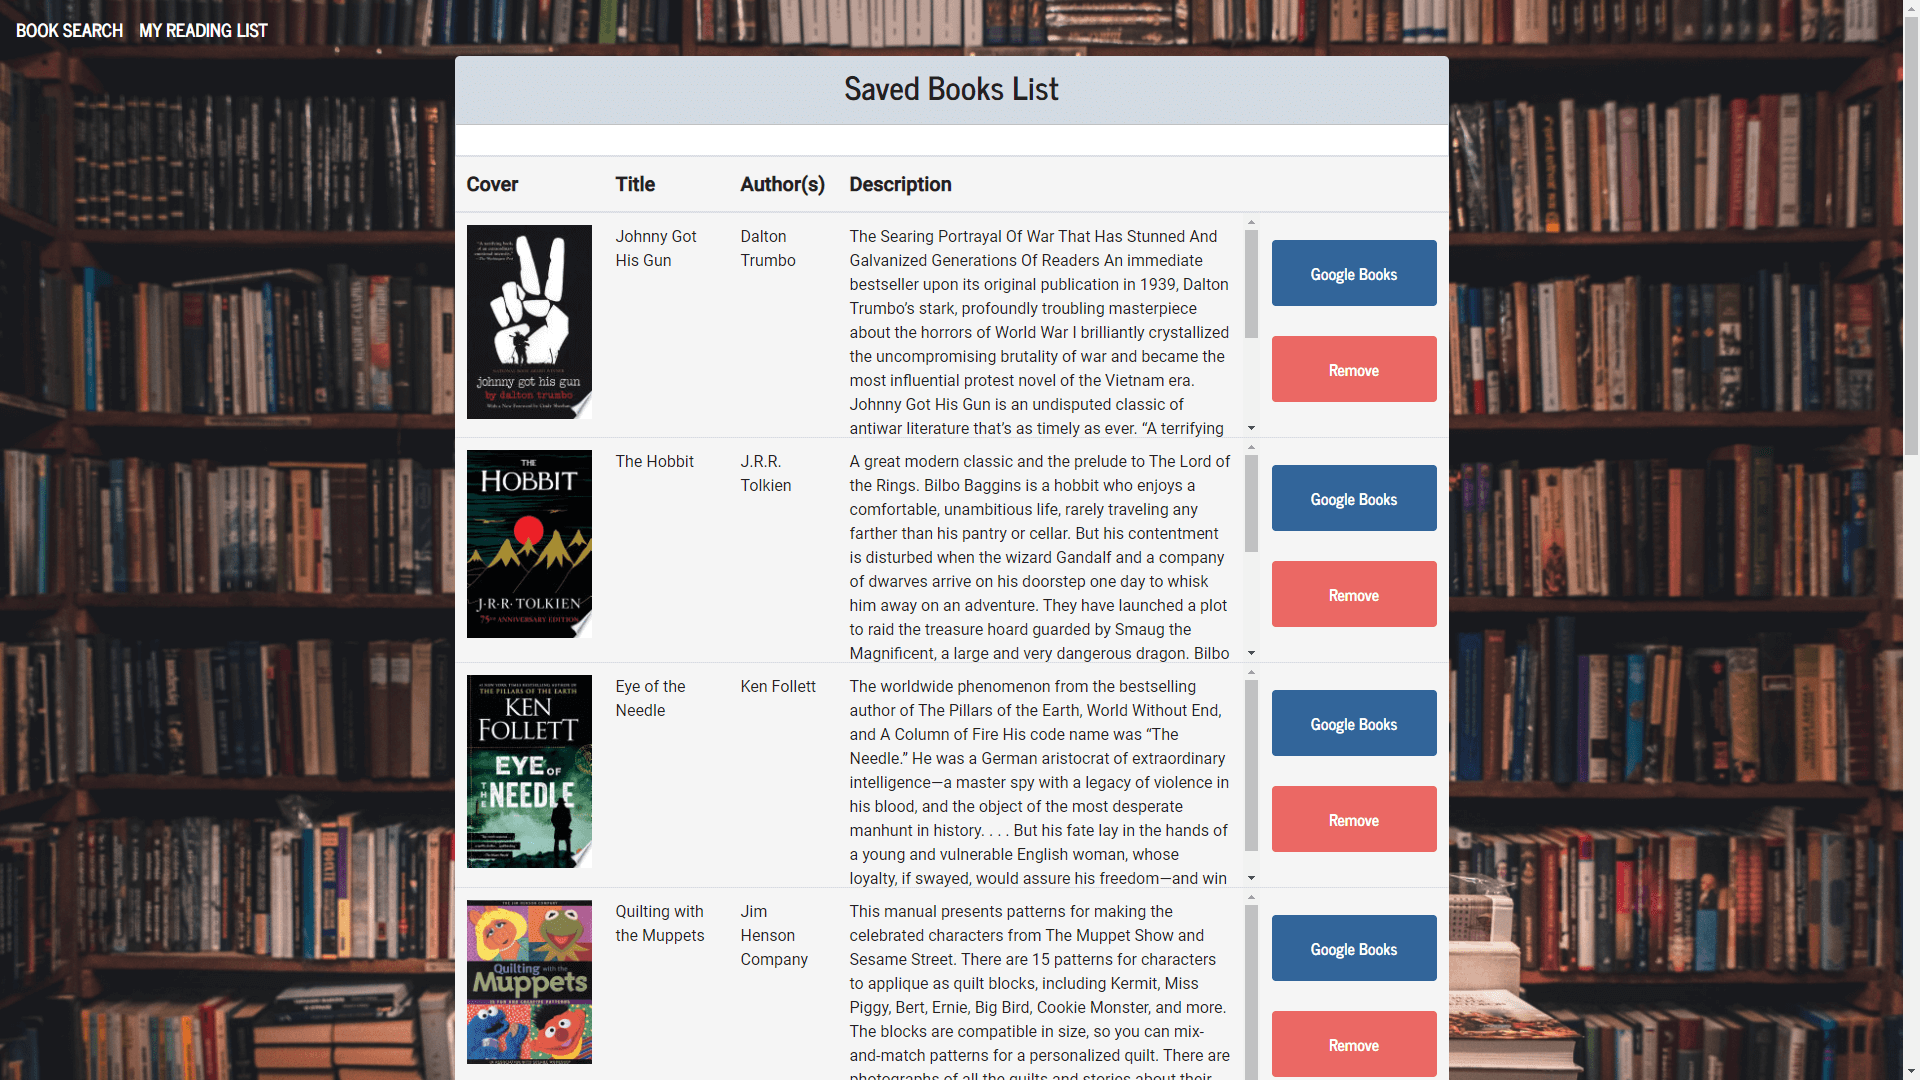 BOOK SEARCH MY READING LIST
Saved Books List
Cover Title Author(s) Description
Johnny Got
His Gun
Dalton
Trumbo
The Searing Portrayal Of War That Has Stunned And
Galvanized Generations Of Readers An immediate
bestseller upon its original publication in 1939, Dalton
Trumbo’s stark, profoundly troubling masterpiece
about the horrors of World War I brilliantly crystallized
the uncompromising brutality of war and became the
most influential protest novel of the Vietnam era.
Johnny Got His Gun is an undisputed classic of
antiwar literature that’s as timely as ever. “A terrifying
Google Books
Remove
johnny got his gun
by dalton trumbo
THE
HOBBIT
J·R·R·TOLKIEN
75TH ANNIVERSARY EDITION
The Hobbit
J.R.R.
Tolkien
A great modern classic and the prelude to The Lord of
the Rings. Bilbo Baggins is a hobbit who enjoys a
comfortable, unambitious life, rarely traveling any
farther than his pantry or cellar. But his contentment
is disturbed when the wizard Gandalf and a company
of dwarves arrive on his doorstep one day to whisk
him away on an adventure. They have launched a plot
to raid the treasure hoard guarded by Smaug the
Magnificent, a large and very dangerous dragon. Bilbo
Google Books
Remove
THE PILLARS OF THE EARTH
KEN
FOLLETT
EYE OF
THE NEEDLE
Eye of the
Needle
Ken Follett
The worldwide phenomenon from the bestselling
author of The Pillars of the Earth, World Without End,
and A Column of Fire His code name was “The
Needle.” He was a German aristocrat of extraordinary
intelligence—a master spy with a legacy of violence in
his blood, and the object of the most desperate
manhunt in history. . . . But his fate lay in the hands of
a young and vulnerable English woman, whose
loyalty, if swayed, would assure his freedom—and win
Google Books
Remove
Quilting with the
Muppets
Quilting with
the Muppets
Jim
Henson
Company
This manual presents patterns for making the
celebrated characters from The Muppet Show and
Sesame Street. There are 15 patterns for characters
to applique as quilt blocks, including Kermit, Miss
Piggy, Bert, Ernie, Big Bird, Cookie Monster, and more.
The blocks are compatible in size, so you can mix-
and-match patterns for a personalized quilt. There are
photographs of all the quilts and stories about their
Google Books
Remove